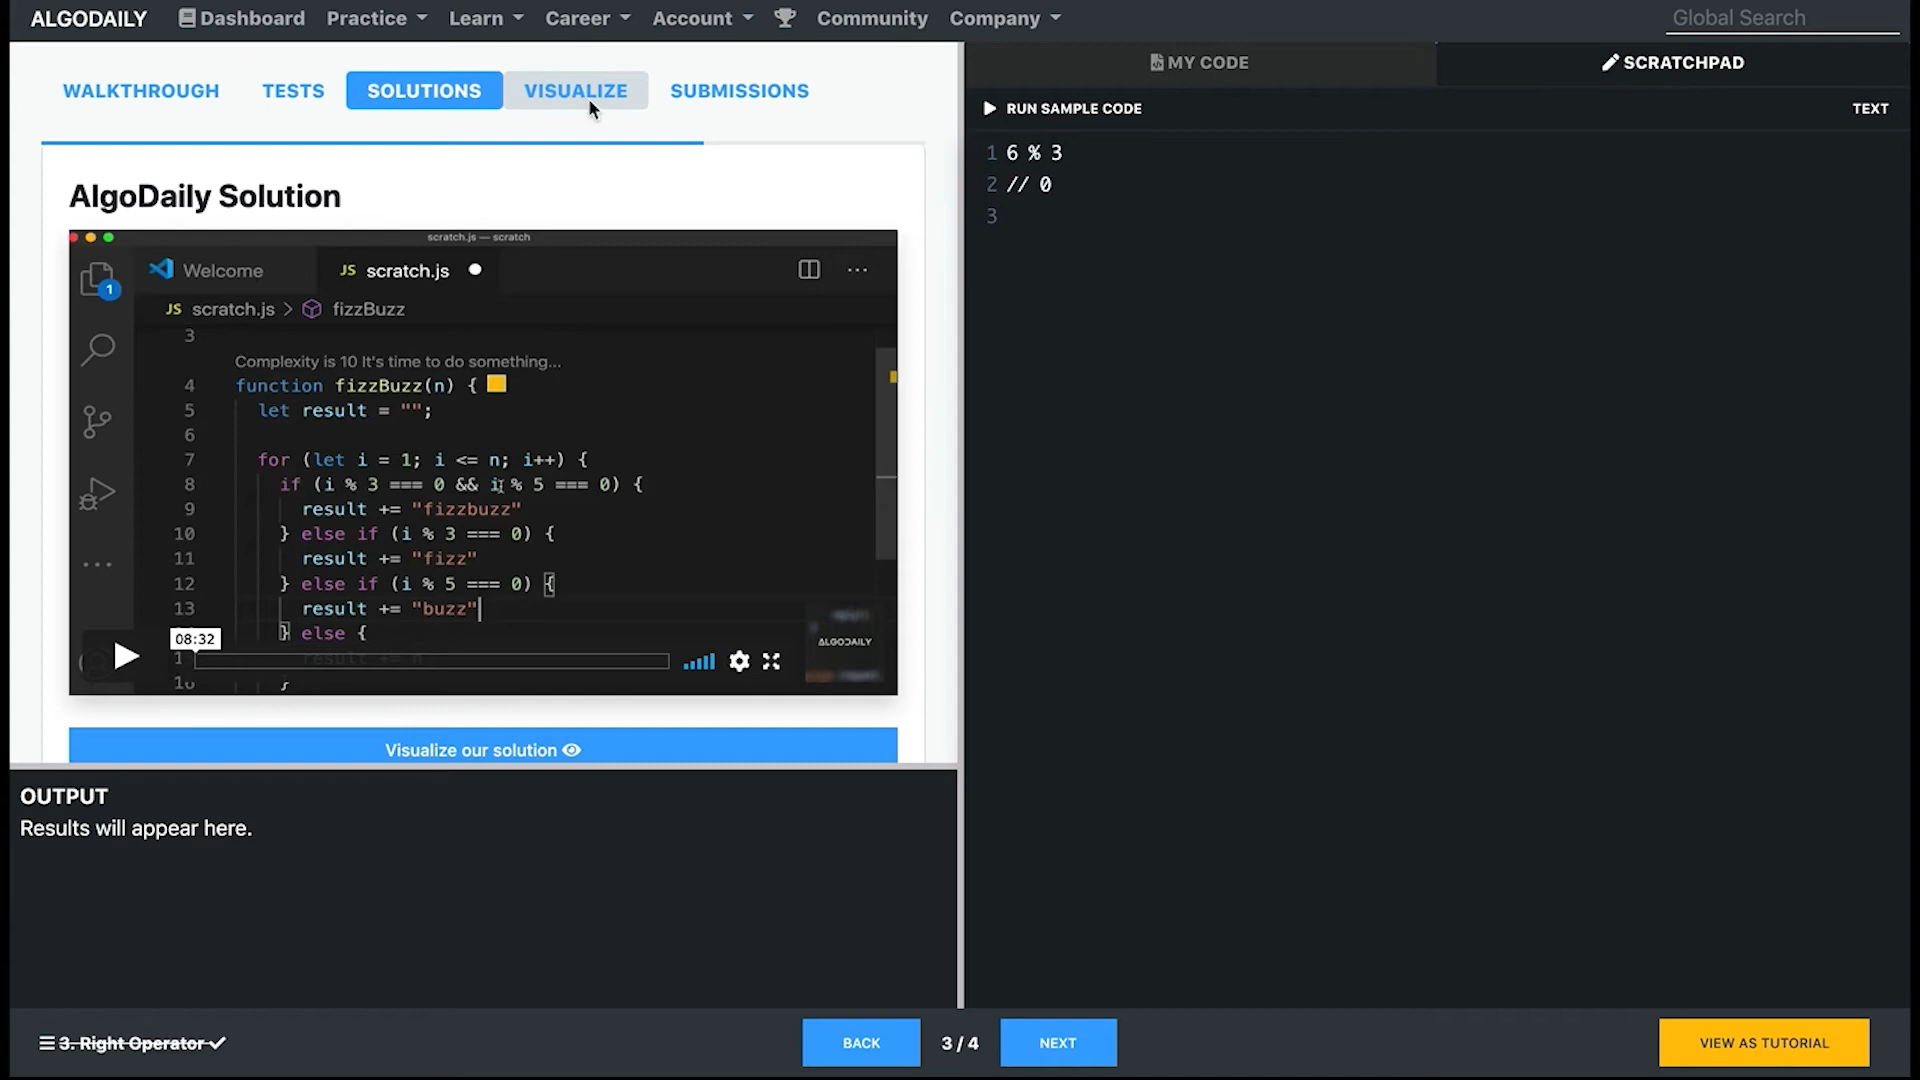 ALGODAILY Dashboard Practice Learn Career Account Community Company Global Search
WALKTHROUGH TESTS SOLUTIONS VISUALIZE SUBMISSIONS
AlgoDaily Solution
scratch.js — scratch
Welcome JS scratch.js
1
JS scratch.js > fizzBuzz
3
Complexity is 10 It's time to do something...
4 function fizzBuzz(n) {
5 let result = "";
6
7 for (let i = 1; i <= n; i++) {
8 if (i % 3 === 0 && i % 5 === 0) {
9 result += "fizzbuzz"
10 } else if (i % 3 === 0) {
11 result += "fizz"
12 } else if (i % 5 === 0) {
13 result += "buzz"
} else {
08:32
result += n
}
ALGODAILY
Visualize our solution
OUTPUT
Results will appear here.
MY CODE SCRATCHPAD
RUN SAMPLE CODE TEXT
1 6 % 3
2 // 0
3
3. Right Operator BACK 3 / 4 NEXT VIEW AS TUTORIAL